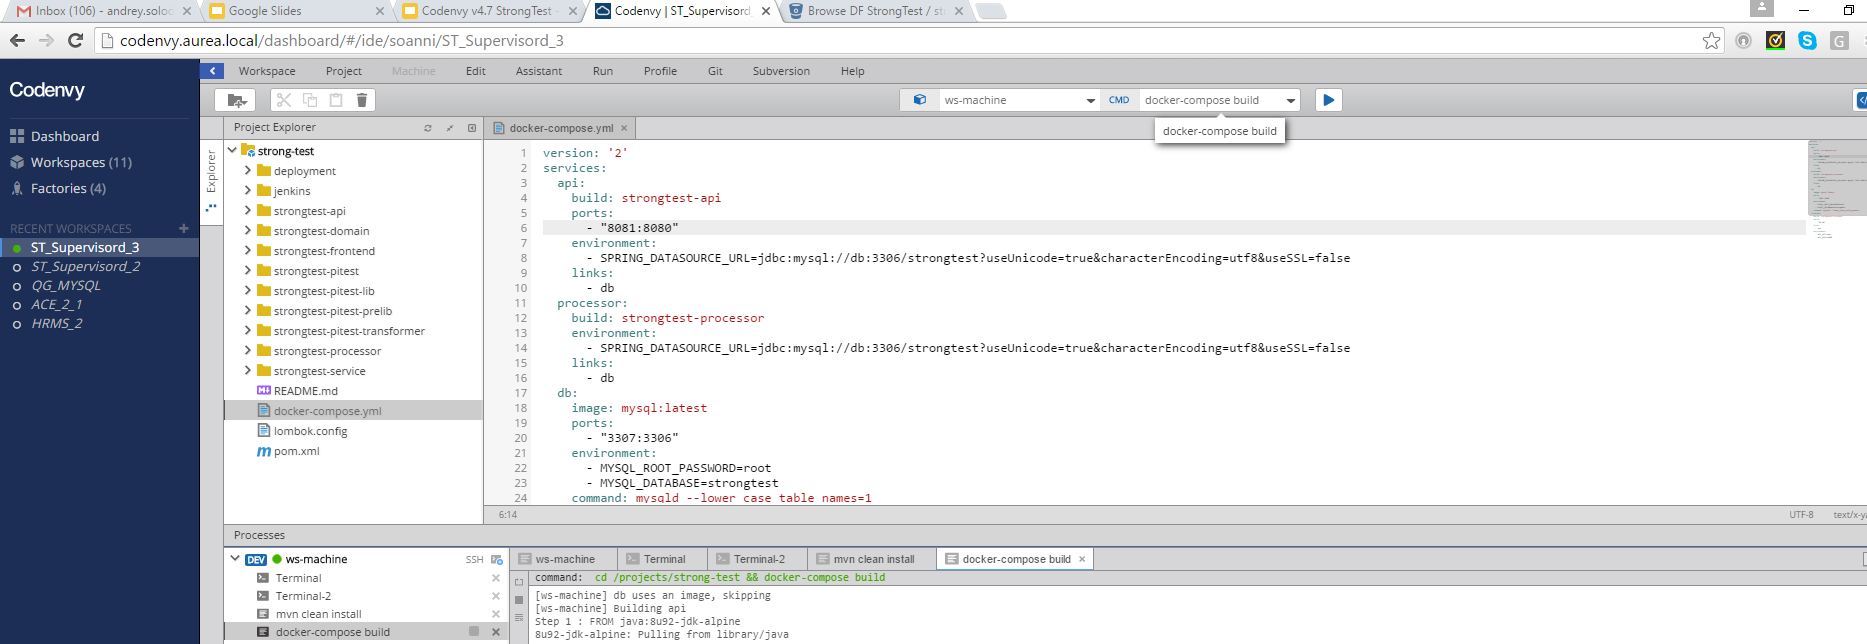 Inbox (106) - andrey.soloc
Google Slides
Codenvy v4.7 StrongTest
Codenvy | ST_Supervisord
Browse DF StrongTest / st
codenvy.aurea.local/dashboard/#/ide/soanni/ST_Supervisord_3
Codenvy
Dashboard
Workspaces (11)
Factories (4)
RECENT WORKSPACES +
ST_Supervisord_3
ST_Supervisord_2
QG_MYSQL
ACE_2_1
HRMS_2
Workspace Project Machine Edit Assistant Run Profile Git Subversion Help
ws-machine CMD docker-compose build
docker-compose build
Explorer
Project Explorer
strong-test
deployment
jenkins
strongtest-api
strongtest-domain
strongtest-frontend
strongtest-pitest
strongtest-pitest-lib
strongtest-pitest-prelib
strongtest-pitest-transformer
strongtest-processor
strongtest-service
README.md
docker-compose.yml
lombok.config
pom.xml
docker-compose.yml
1 version: '2'
2 services:
3 api:
4 build: strongtest-api
5 ports:
6 - "8081:8080"
7 environment:
8 - SPRING_DATASOURCE_URL=jdbc:mysql://db:3306/strongtest?useUnicode=true&characterEncoding=utf8&useSSL=false
9 links:
10 - db
11 processor:
12 build: strongtest-processor
13 environment:
14 - SPRING_DATASOURCE_URL=jdbc:mysql://db:3306/strongtest?useUnicode=true&characterEncoding=utf8&useSSL=false
15 links:
16 - db
17 db:
18 image: mysql:latest
19 ports:
20 - "3307:3306"
21 environment:
22 - MYSQL_ROOT_PASSWORD=root
23 - MYSQL_DATABASE=strongtest
24 command: mysqld --lower_case_table_names=1
6:14 UTF-8 text/x-ya
Processes
DEV ws-machine SSH
Terminal
Terminal-2
mvn clean install
docker-compose build
ws-machine Terminal Terminal-2 mvn clean install docker-compose build
command: cd /projects/strong-test && docker-compose build
[ws-machine] db uses an image, skipping
[ws-machine] Building api
Step 1 : FROM java:8u92-jdk-alpine
8u92-jdk-alpine: Pulling from library/java